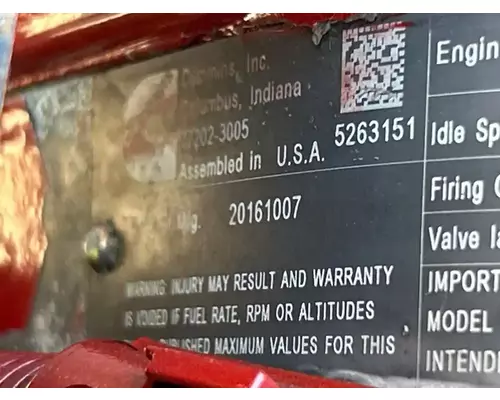 Cummins, Inc.
Columbus, Indiana
47202-3005
Assembled in U.S.A. 5263151
Mfg. 20161007
WARNING: INJURY MAY RESULT AND WARRANTY
IS VOIDED IF FUEL RATE, RPM OR ALTITUDES
PUBLISHED MAXIMUM VALUES FOR THIS
Engin
Idle Sp
Firing
Valve la
IMPORT
MODEL
INTEND